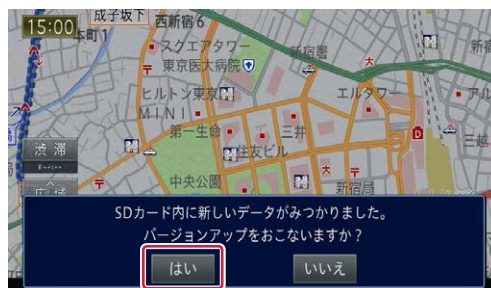 15:00
成子坂下
本町1
西新宿6
スクエアタワー
東京医大病院
新宿署
ヒルトン東京
エルタワー
MINI
第一生命
三井
住友ビル
三越
渋滞
中央公園
新宿局
広域
SDカード内に新しいデータがみつかりました。
バージョンアップをおこないますか?
はい
いいえ